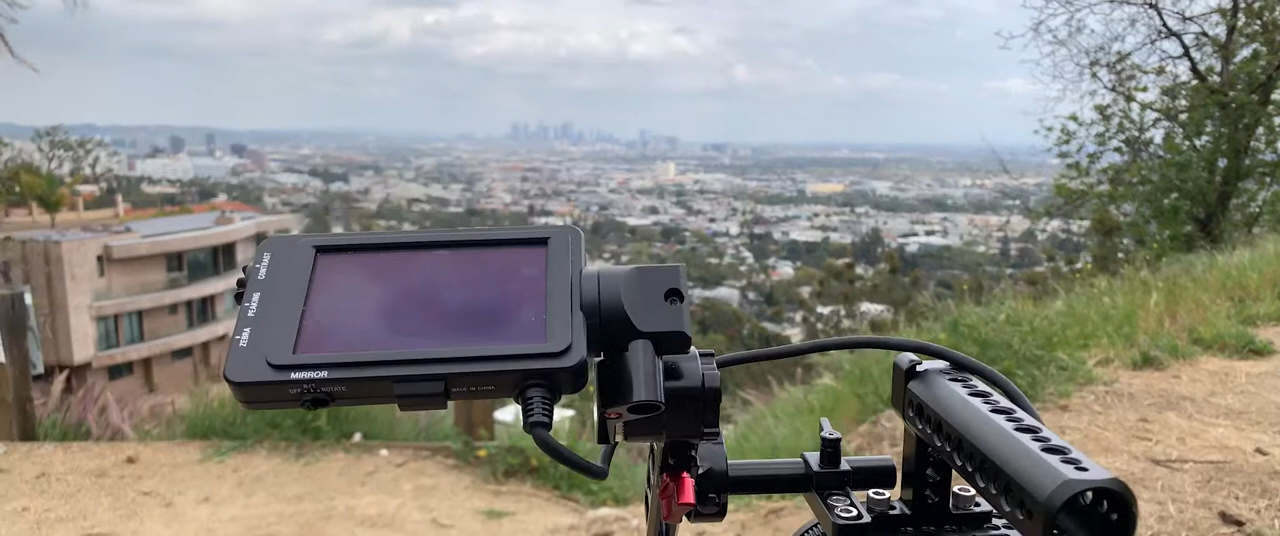 CONTRAST
PEAKING
ZEBRA
MIRROR
B/T
OFF ROTATE
MADE IN CHINA